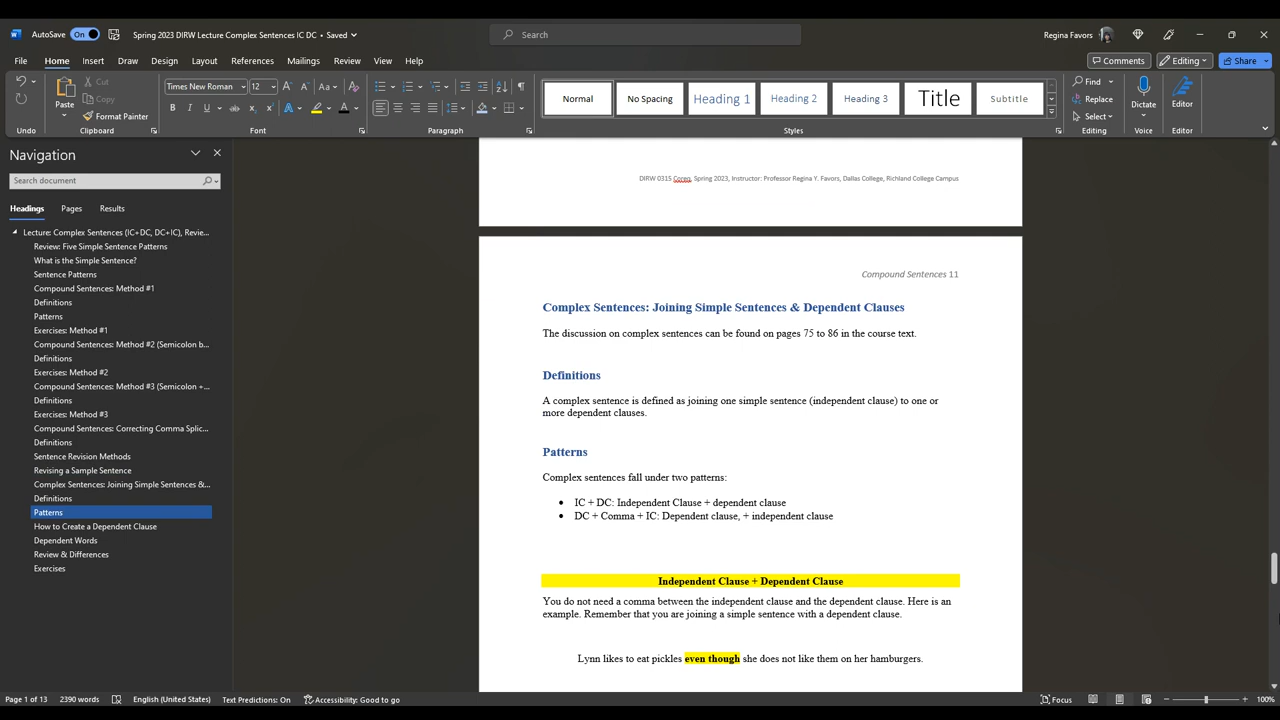 AutoSave On Spring 2023 DIRW Lecture Complex Sentences IC DC • Saved Search Regina Favors
File Home Insert Draw Design Layout References Mailings Review View Help Comments Editing Share
Times New Roman 12 Normal No Spacing Heading 1 Heading 2 Heading 3 Title Subtitle
Paste Cut Copy Format Painter Find Replace Select Dictate Editor
Undo Clipboard Font Paragraph Styles Editing Voice Editor
Navigation
Search document
Headings Pages Results
Lecture: Complex Sentences (IC+DC, DC+IC), Revie...
Review: Five Simple Sentence Patterns
What is the Simple Sentence?
Sentence Patterns
Compound Sentences: Method #1
Definitions
Patterns
Exercises: Method #1
Compound Sentences: Method #2 (Semicolon b...
Definitions
Exercises: Method #2
Compound Sentences: Method #3 (Semicolon +...
Definitions
Exercises: Method #3
Compound Sentences: Correcting Comma Splic...
Definitions
Sentence Revision Methods
Revising a Sample Sentence
Complex Sentences: Joining Simple Sentences &...
Definitions
Patterns
How to Create a Dependent Clause
Dependent Words
Review & Differences
Exercises
DIRW 0315 Coreq, Spring 2023, Instructor: Professor Regina Y. Favors, Dallas College, Richland College Campus
Compound Sentences 11
Complex Sentences: Joining Simple Sentences & Dependent Clauses
The discussion on complex sentences can be found on pages 75 to 86 in the course text.
Definitions
A complex sentence is defined as joining one simple sentence (independent clause) to one or
more dependent clauses.
Patterns
Complex sentences fall under two patterns:
• IC + DC: Independent Clause + dependent clause
• DC + Comma + IC: Dependent clause, + independent clause
Independent Clause + Dependent Clause
You do not need a comma between the independent clause and the dependent clause. Here is an
example. Remember that you are joining a simple sentence with a dependent clause.
Lynn likes to eat pickles even though she does not like them on her hamburgers.
Page 1 of 13 2390 words English (United States) Text Predictions: On Accessibility: Good to go Focus 100%